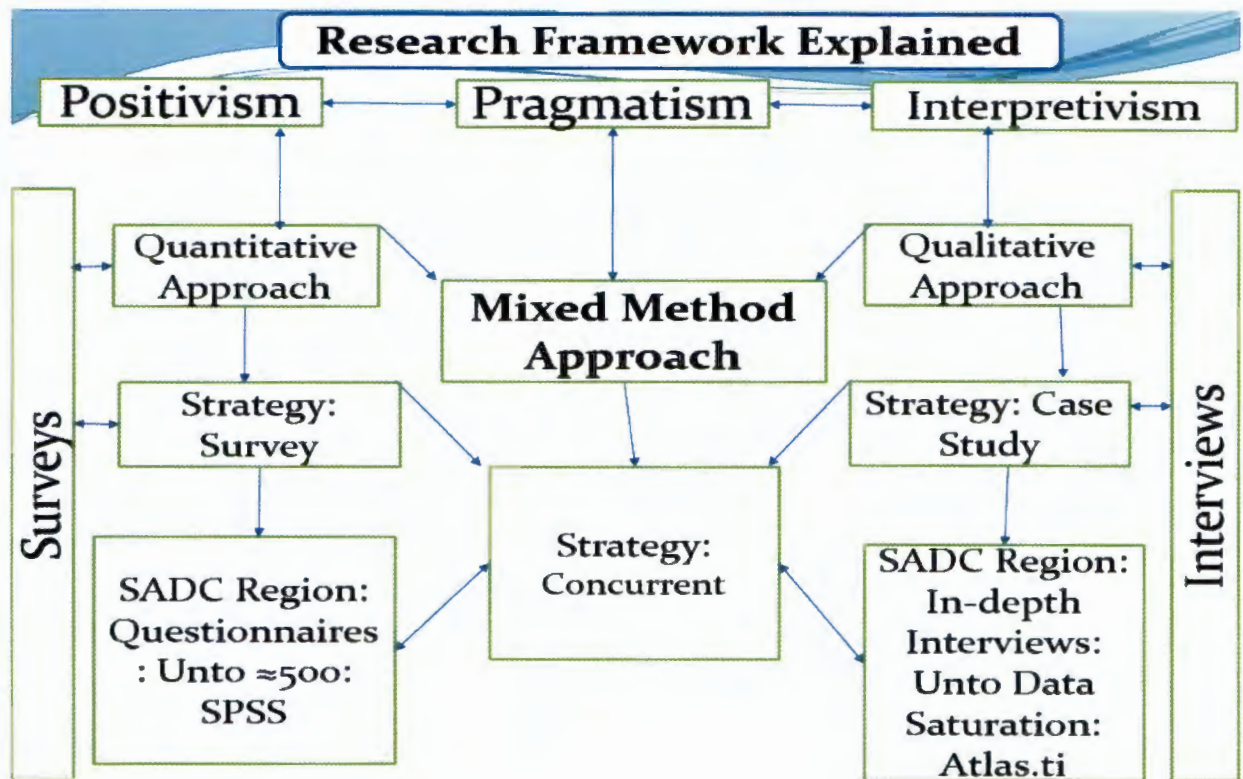 Research Framework Explained
Positivism
Pragmatism
Interpretivism
Surveys
Quantitative
Approach
Mixed Method
Approach
Qualitative
Approach
Interviews
Strategy:
Survey
Strategy: Case
Study
SADC Region:
Questionnaires
: Unto ≈500:
SPSS
Strategy:
Concurrent
SADC Region:
In-depth
Interviews:
Unto Data
Saturation:
Atlas.ti